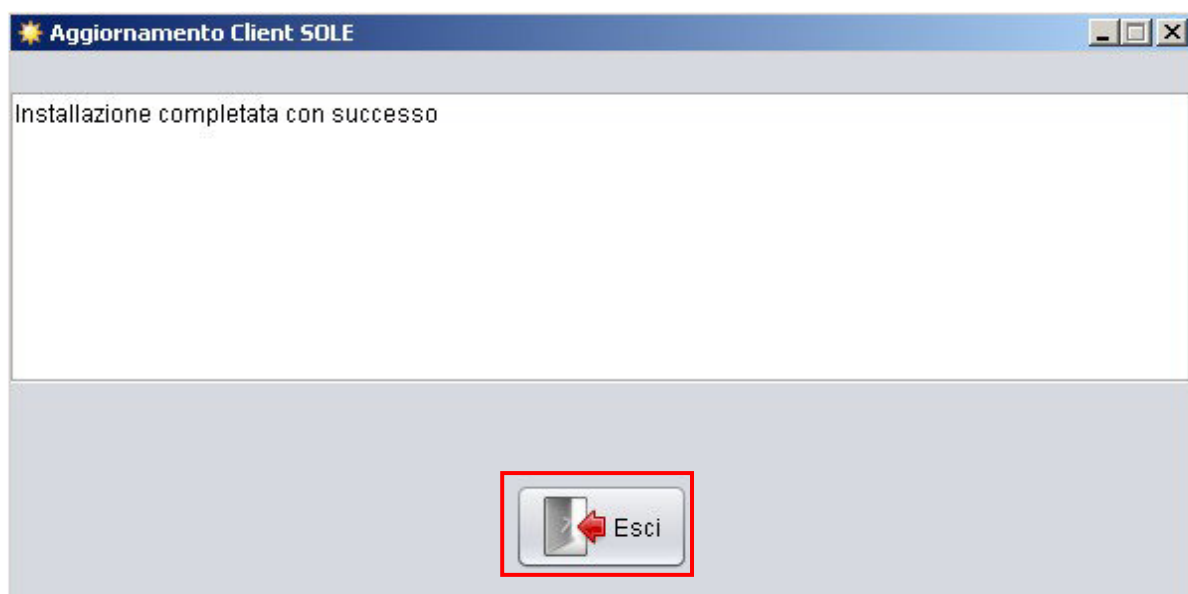 Aggiornamento Client SOLE
Installazione completata con successo
Esci